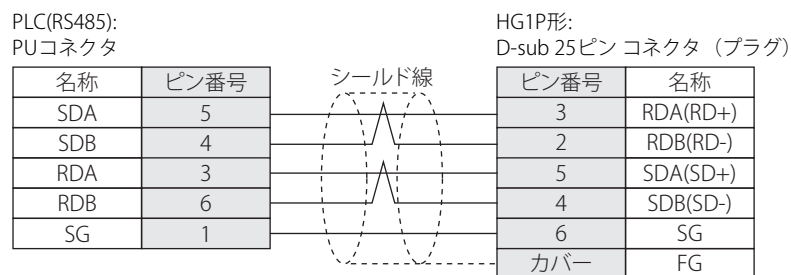 PLC(RS485):
PUコネクタ
HG1P形:
D-sub 25ピン コネクタ（プラグ）
名称 ピン番号 シールド線 ピン番号 名称
SDA 5 3 RDA(RD+)
SDB 4 2 RDB(RD-)
RDA 3 5 SDA(SD+)
RDB 6 4 SDB(SD-)
SG 1 6 SG
カバー FG